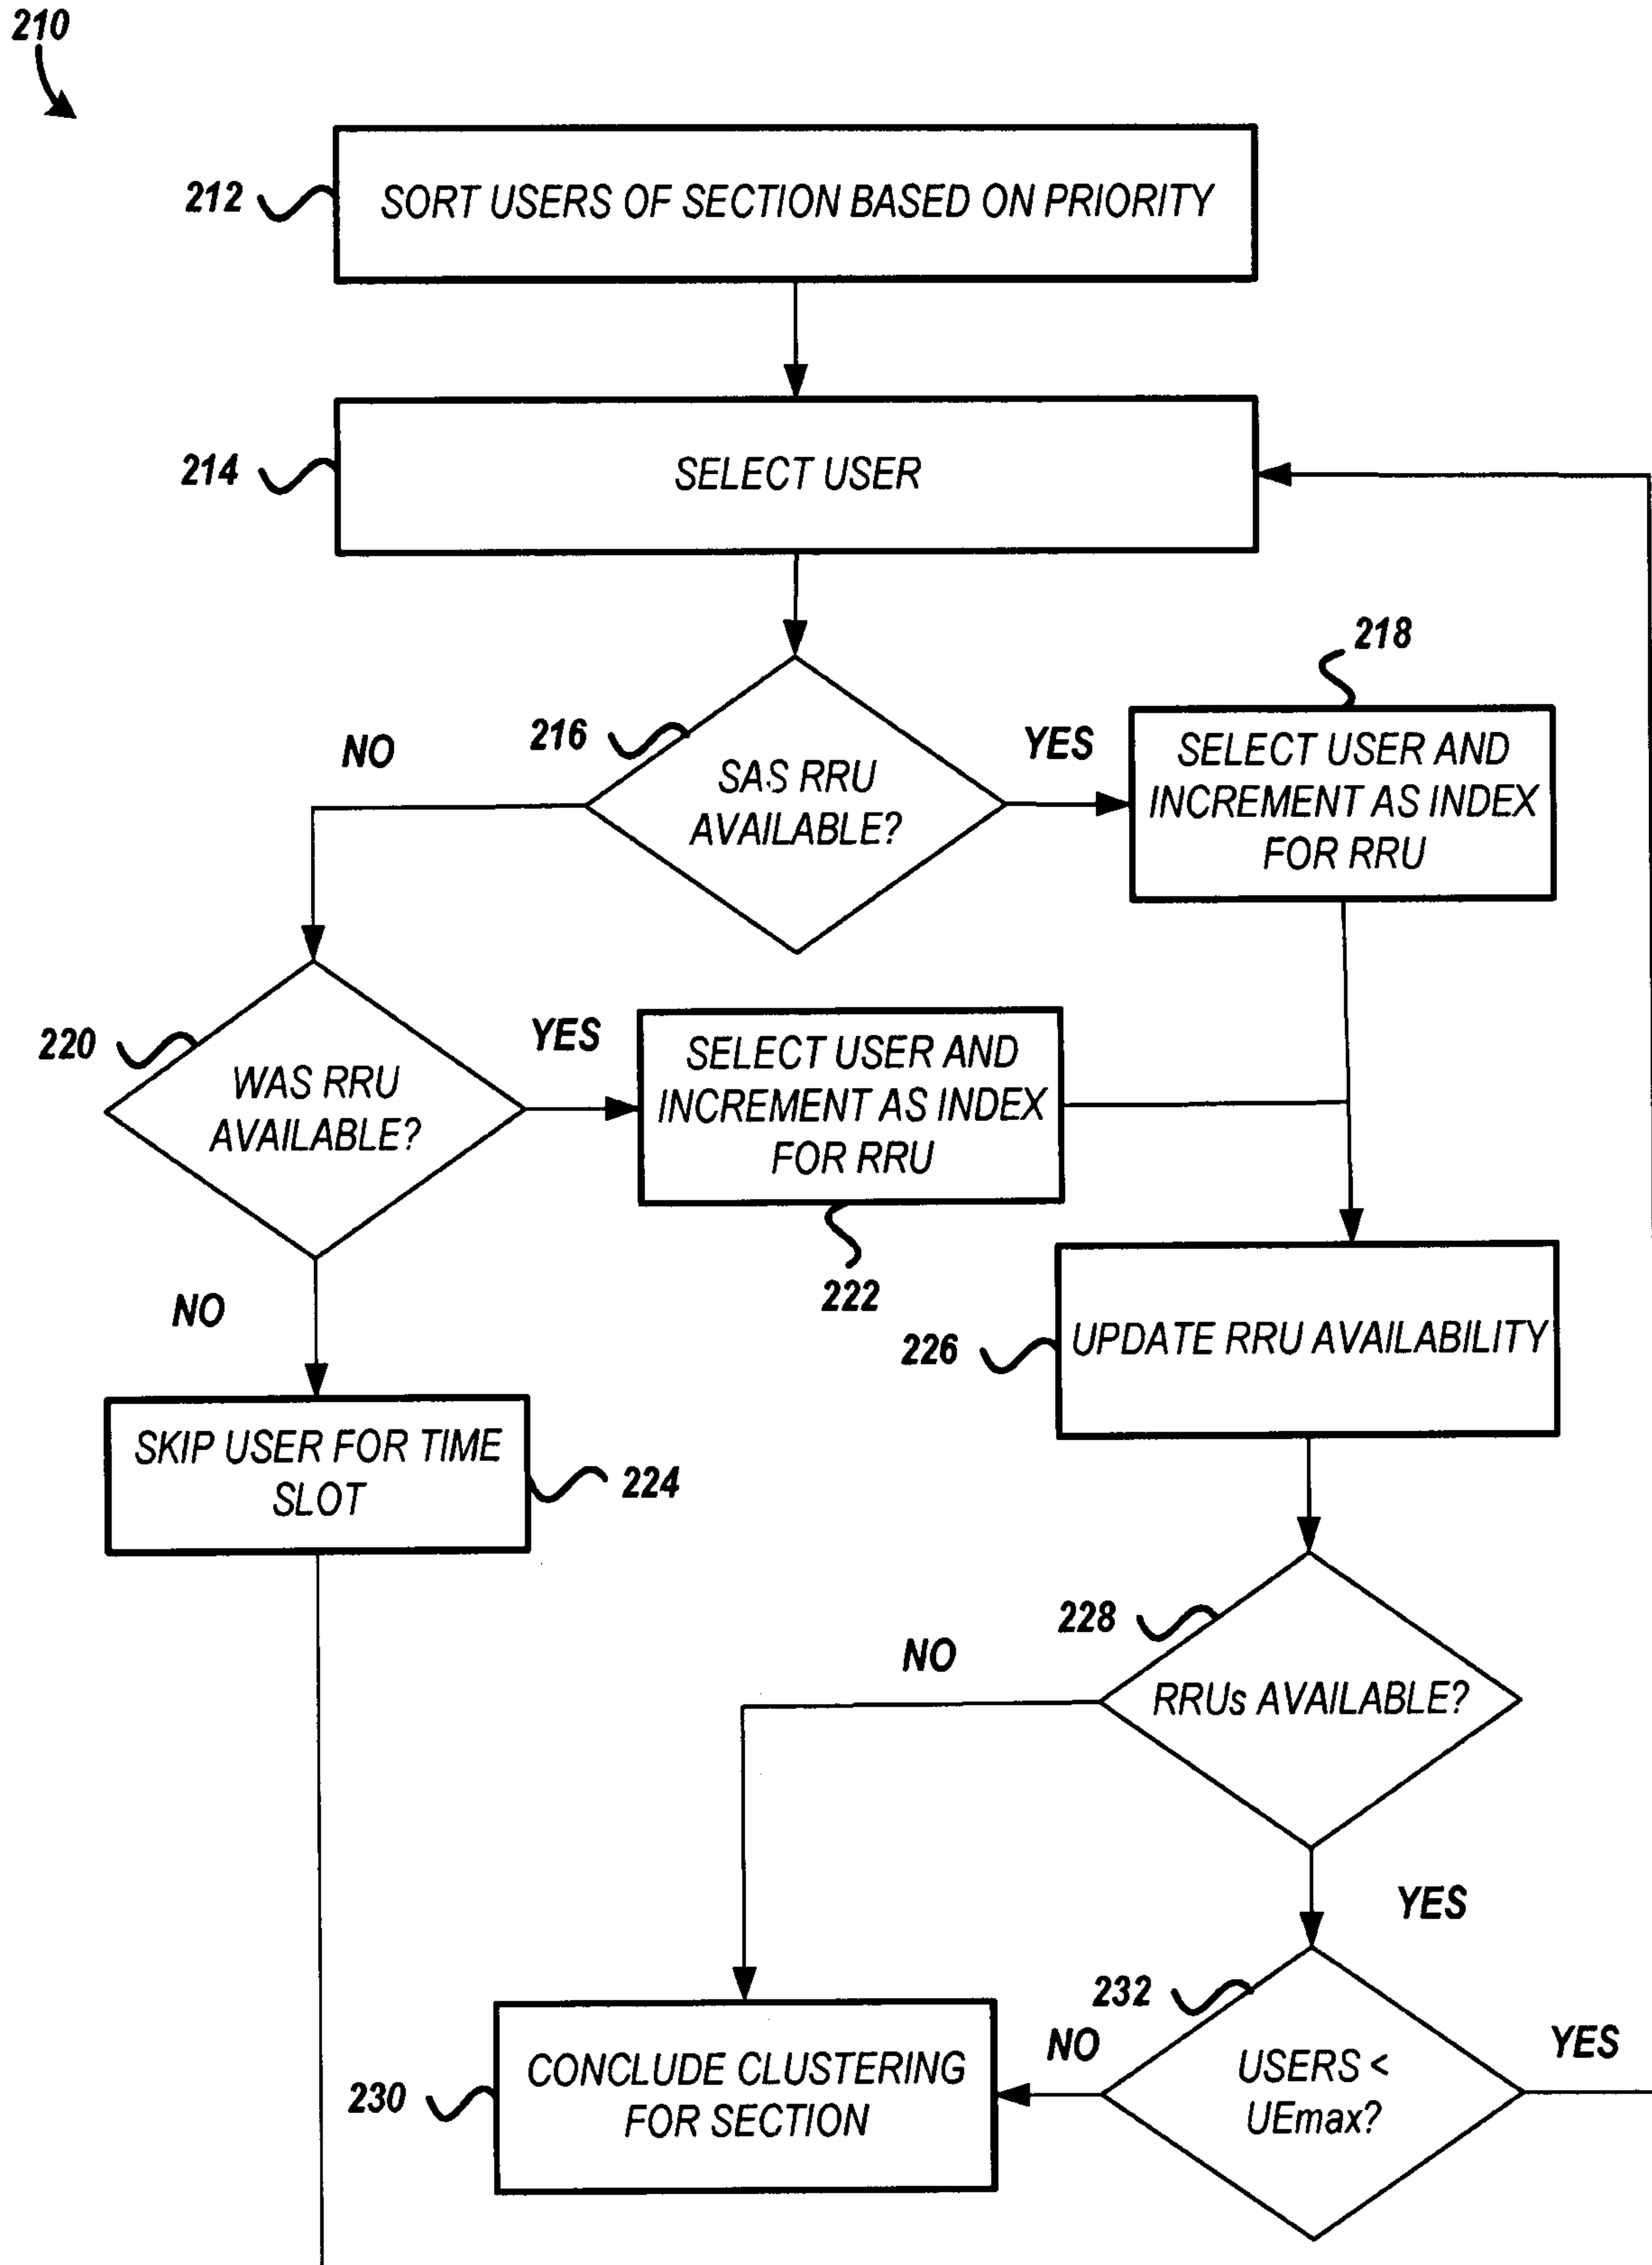 210
212
SORT USERS OF SECTION BASED ON PRIORITY
214
SELECT USER
216
SAS RRU
AVAILABLE?
NO
YES
218
SELECT USER AND
INCREMENT AS INDEX
FOR RRU
220
WAS RRU
AVAILABLE?
YES
SELECT USER AND
INCREMENT AS INDEX
FOR RRU
222
NO
SKIP USER FOR TIME
SLOT
224
226
UPDATE RRU AVAILABILITY
228
RRUs AVAILABLE?
NO
YES
232
USERS <
UEmax?
NO
YES
230
CONCLUDE CLUSTERING
FOR SECTION